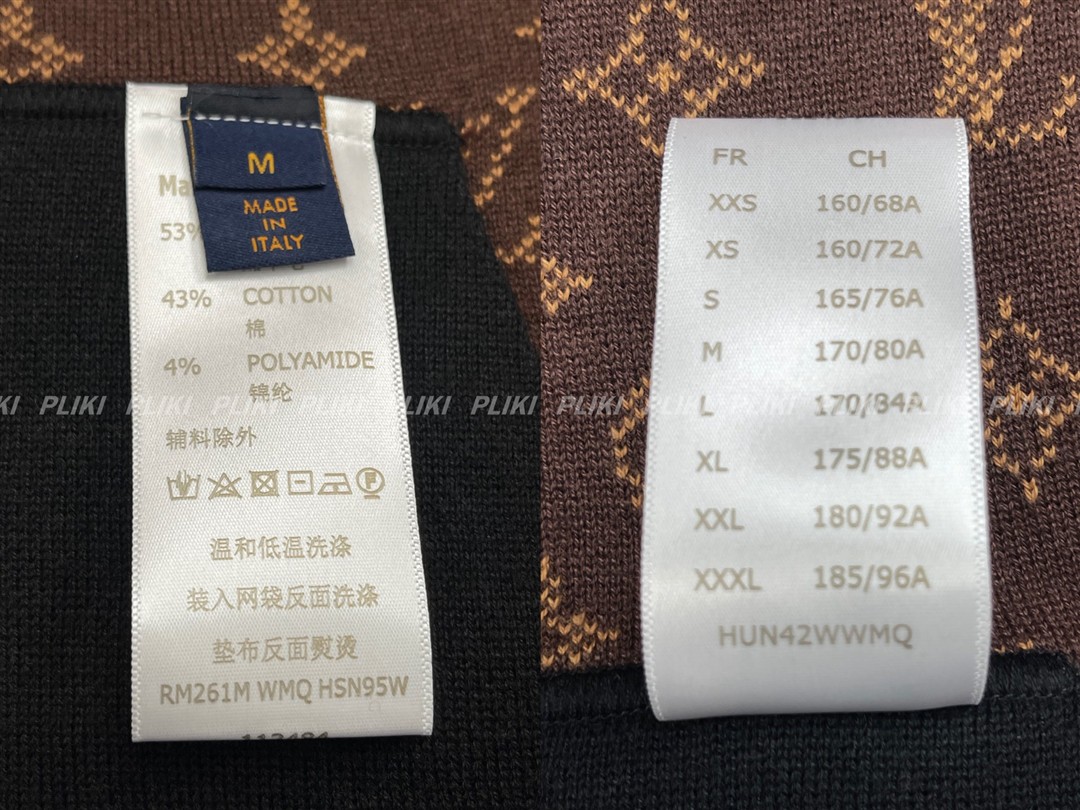 M
MADE
IN
ITALY
53%
43% COTTON
棉
4% POLYAMIDE
锦纶
辅料除外
温和低温洗涤
装入网袋反面洗涤
垫布反面熨烫
RM261M WMQ HSN95W
FR CH
XXS 160/68A
XS 160/72A
S 165/76A
M 170/80A
L 170/84A
XL 175/88A
XXL 180/92A
XXXL 185/96A
HUN42WWMQ
PLIKI PLIKI PLIKI PLIKI PLIKI PLIKI PLIKI PLIKI PLIKI PLIKI